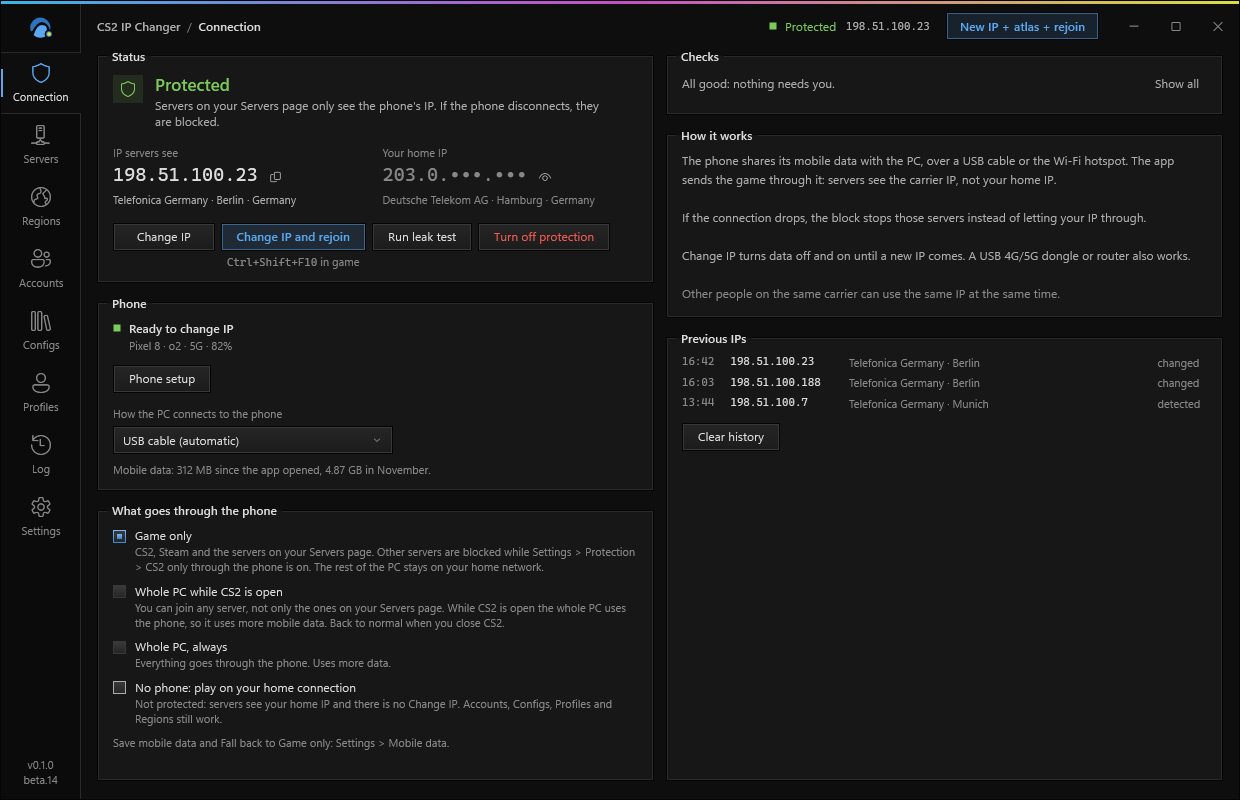 CS2 IP Changer / Connection
Protected 198.51.100.23
New IP + atlas + rejoin
Connection
Servers
Regions
Accounts
Configs
Profiles
Log
Settings
v0.1.0
beta.14
Status
Protected
Servers on your Servers page only see the phone's IP. If the phone disconnects, they
are blocked.
IP servers see
198.51.100.23
Telefonica Germany · Berlin · Germany
Your home IP
203.0.•••.•••
Deutsche Telekom AG · Hamburg · Germany
Change IP
Change IP and rejoin
Run leak test
Turn off protection
Ctrl+Shift+F10 in game
Phone
Ready to change IP
Pixel 8 · o2 · 5G · 82%
Phone setup
How the PC connects to the phone
USB cable (automatic)
Mobile data: 312 MB since the app opened, 4.87 GB in November.
What goes through the phone
Game only
CS2, Steam and the servers on your Servers page. Other servers are blocked while Settings > Protection
> CS2 only through the phone is on. The rest of the PC stays on your home network.
Whole PC while CS2 is open
You can join any server, not only the ones on your Servers page. While CS2 is open the whole PC uses
the phone, so it uses more mobile data. Back to normal when you close CS2.
Whole PC, always
Everything goes through the phone. Uses more data.
No phone: play on your home connection
Not protected: servers see your home IP and there is no Change IP. Accounts, Configs, Profiles and
Regions still work.
Save mobile data and Fall back to Game only: Settings > Mobile data.
Checks
All good: nothing needs you.
Show all
How it works
The phone shares its mobile data with the PC, over a USB cable or the Wi-Fi hotspot. The app
sends the game through it: servers see the carrier IP, not your home IP.
If the connection drops, the block stops those servers instead of letting your IP through.
Change IP turns data off and on until a new IP comes. A USB 4G/5G dongle or router also works.
Other people on the same carrier can use the same IP at the same time.
Previous IPs
16:42 198.51.100.23 Telefonica Germany · Berlin changed
16:03 198.51.100.188 Telefonica Germany · Berlin changed
13:44 198.51.100.7 Telefonica Germany · Munich detected
Clear history